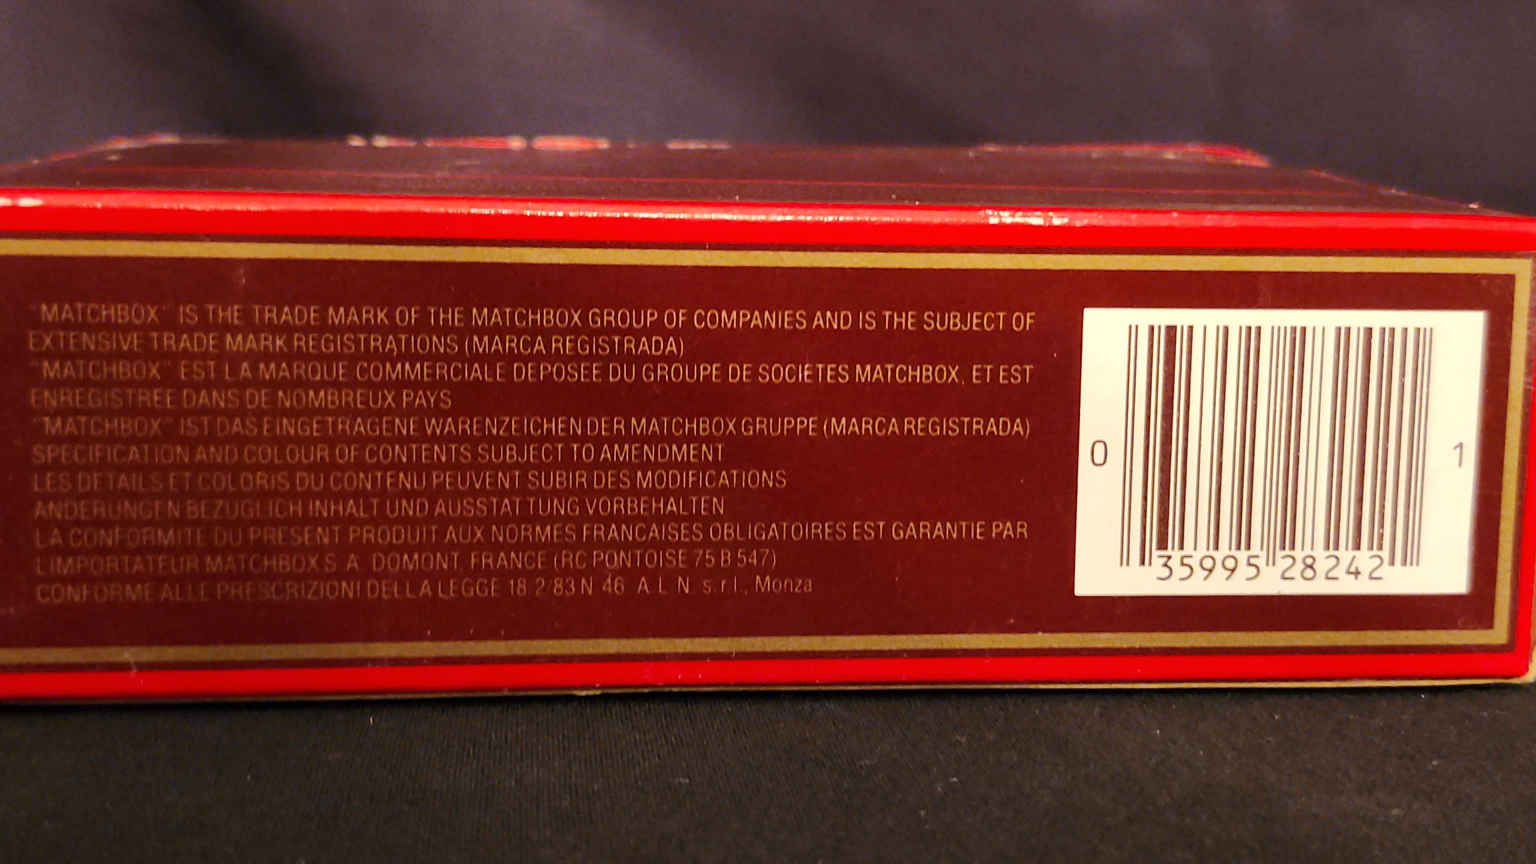 "MATCHBOX" IS THE TRADE MARK OF THE MATCHBOX GROUP OF COMPANIES AND IS THE SUBJECT OF
EXTENSIVE TRADE MARK REGISTRATIONS (MARCA REGISTRADA)
"MATCHBOX" EST LA MARQUE COMMERCIALE DEPOSEE DU GROUPE DE SOCIETES MATCHBOX, ET EST
ENREGISTREE DANS DE NOMBREUX PAYS
"MATCHBOX" IST DAS EINGETRAGENE WARENZEICHEN DER MATCHBOX GRUPPE (MARCA REGISTRADA)
SPECIFICATION AND COLOUR OF CONTENTS SUBJECT TO AMENDMENT
LES DETAILS ET COLORIS DU CONTENU PEUVENT SUBIR DES MODIFICATIONS
ANDERUNGEN BEZUGLICH INHALT UND AUSSTATTUNG VORBEHALTEN
LA CONFORMITE DU PRESENT PRODUIT AUX NORMES FRANCAISES OBLIGATOIRES EST GARANTIE PAR
L'IMPORTATEUR MATCHBOX S.A. DOMONT, FRANCE (RC PONTOISE 75 B 547)
CONFORME ALLE PRESCRIZIONI DELLA LEGGE 18 2/83 N 46 A.L.N. s.r.l., Monza
0 35995 28242 1